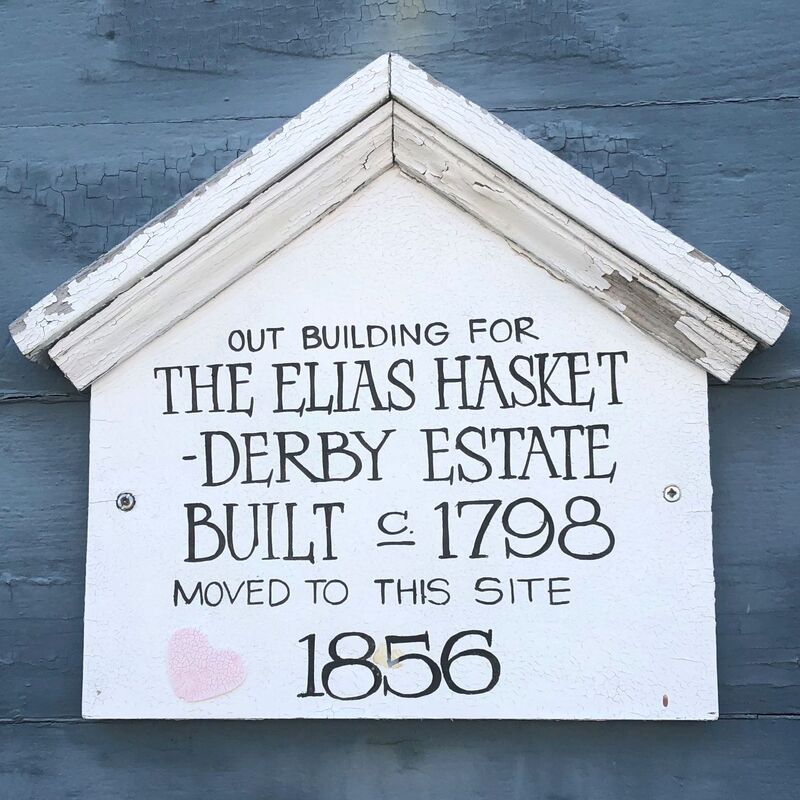 OUT BUILDING FOR
THE ELIAS HASKET
-DERBY ESTATE
BUILT c. 1798
MOVED TO THIS SITE
1856